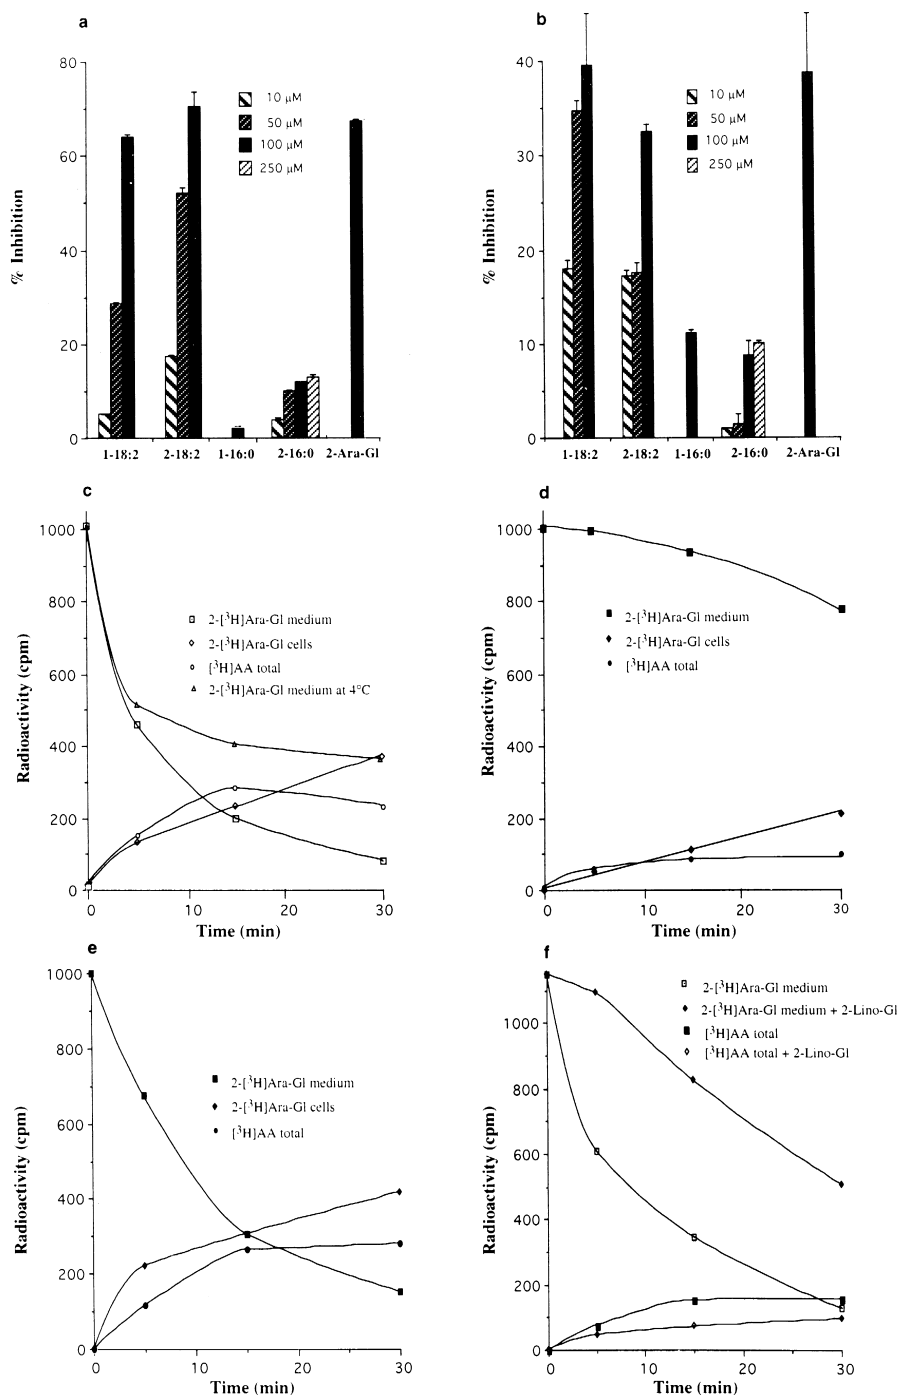 a
80
60
40
20
0
% Inhibition
10 µM
50 µM
100 µM
250 µM
1-18:2 2-18:2 1-16:0 2-16:0 2-Ara-Gl
b
40
30
20
10
0
% Inhibition
10 µM
50 µM
100 µM
250 µM
1-18:2 2-18:2 1-16:0 2-16:0 2-Ara-Gl
c
1000
800
600
400
200
0
Radioactivity (cpm)
2-[³H]Ara-Gl medium
2-[³H]Ara-Gl cells
[³H]AA total
2-[³H]Ara-Gl medium at 4°C
0 10 20 30
Time (min)
d
1000
800
600
400
200
0
Radioactivity (cpm)
2-[³H]Ara-Gl medium
2-[³H]Ara-Gl cells
[³H]AA total
0 10 20 30
Time (min)
e
1000
800
600
400
200
0
Radioactivity (cpm)
2-[³H]Ara-Gl medium
2-[³H]Ara-Gl cells
[³H]AA total
0 10 20 30
Time (min)
f
1000
800
600
400
200
0
Radioactivity (cpm)
2-[³H]Ara-Gl medium
2-[³H]Ara-Gl medium + 2-Lino-Gl
[³H]AA total
[³H]AA total + 2-Lino-Gl
0 10 20 30
Time (min)